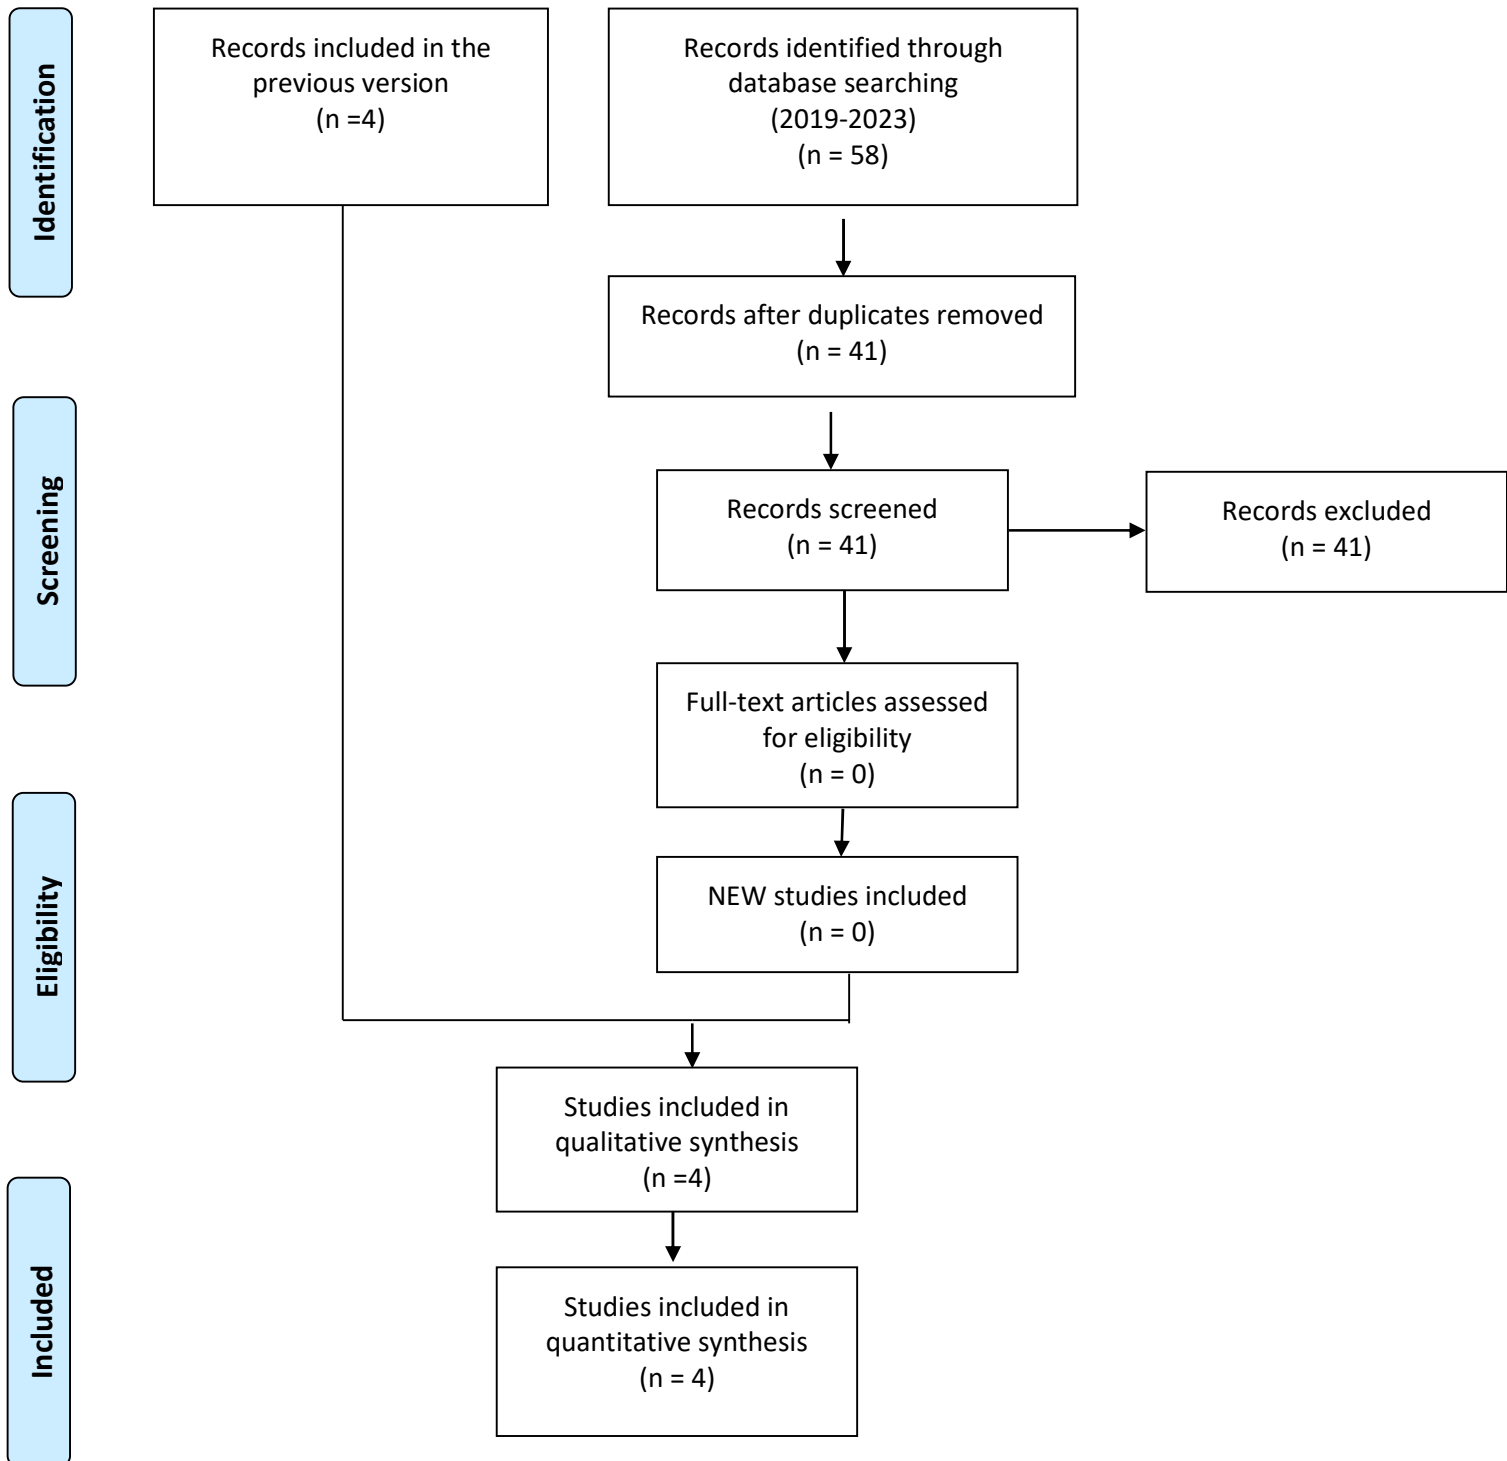 Identification
Records included in the
previous version
(n =4)
Records identified through
database searching
(2019-2023)
(n = 58)
Records after duplicates removed
(n = 41)
Screening
Records screened
(n = 41)
Records excluded
(n = 41)
Full-text articles assessed
for eligibility
(n = 0)
Eligibility
NEW studies included
(n = 0)
Studies included in
qualitative synthesis
(n =4)
Included
Studies included in
quantitative synthesis
(n = 4)